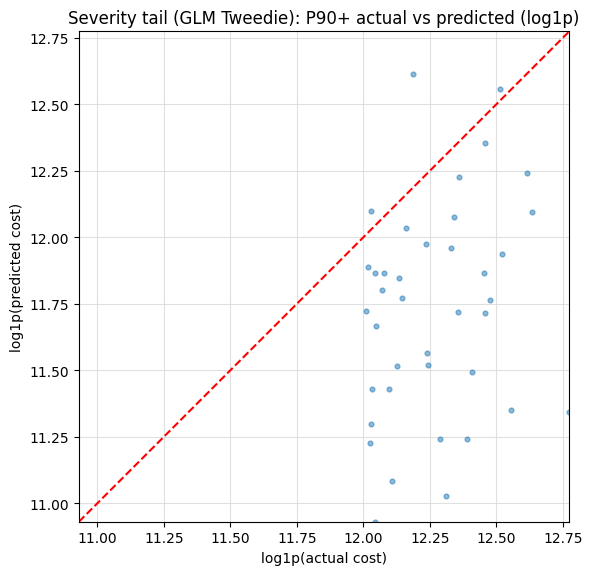 Severity tail (GLM Tweedie): P90+ actual vs predicted (log1p)
12.75
12.50
12.25
12.00
11.75
11.50
11.25
11.00
log1p(predicted cost)
11.00 11.25 11.50 11.75 12.00 12.25 12.50 12.75
log1p(actual cost)